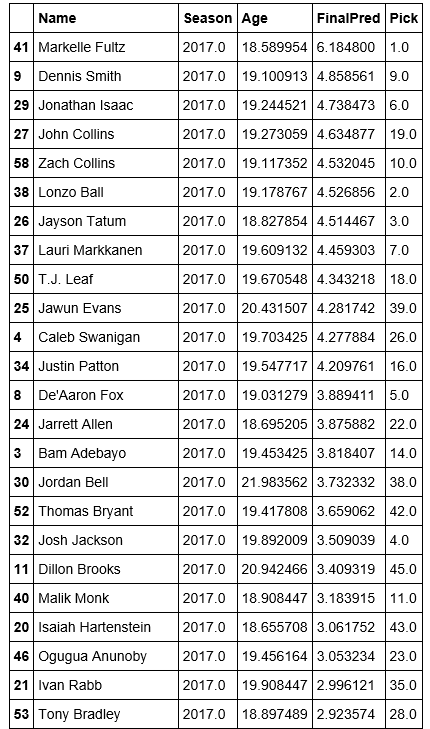 Name Season Age FinalPred Pick
41 Markelle Fultz 2017.0 18.589954 6.184800 1.0
9 Dennis Smith 2017.0 19.100913 4.858561 9.0
29 Jonathan Isaac 2017.0 19.244521 4.738473 6.0
27 John Collins 2017.0 19.273059 4.634877 19.0
58 Zach Collins 2017.0 19.117352 4.532045 10.0
38 Lonzo Ball 2017.0 19.178767 4.526856 2.0
26 Jayson Tatum 2017.0 18.827854 4.514467 3.0
37 Lauri Markkanen 2017.0 19.609132 4.459303 7.0
50 T.J. Leaf 2017.0 19.670548 4.343218 18.0
25 Jawun Evans 2017.0 20.431507 4.281742 39.0
4 Caleb Swanigan 2017.0 19.703425 4.277884 26.0
34 Justin Patton 2017.0 19.547717 4.209761 16.0
8 De'Aaron Fox 2017.0 19.031279 3.889411 5.0
24 Jarrett Allen 2017.0 18.695205 3.875882 22.0
3 Bam Adebayo 2017.0 19.453425 3.818407 14.0
30 Jordan Bell 2017.0 21.983562 3.732332 38.0
52 Thomas Bryant 2017.0 19.417808 3.659062 42.0
32 Josh Jackson 2017.0 19.892009 3.509039 4.0
11 Dillon Brooks 2017.0 20.942466 3.409319 45.0
40 Malik Monk 2017.0 18.908447 3.183915 11.0
20 Isaiah Hartenstein 2017.0 18.655708 3.061752 43.0
46 Ogugua Anunoby 2017.0 19.456164 3.053234 23.0
21 Ivan Rabb 2017.0 19.908447 2.996121 35.0
53 Tony Bradley 2017.0 18.897489 2.923574 28.0